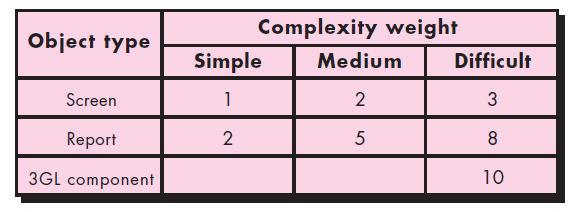 Object type
Complexity weight
Simple Medium Difficult
Screen 1 2 3
Report 2 5 8
3GL component 10